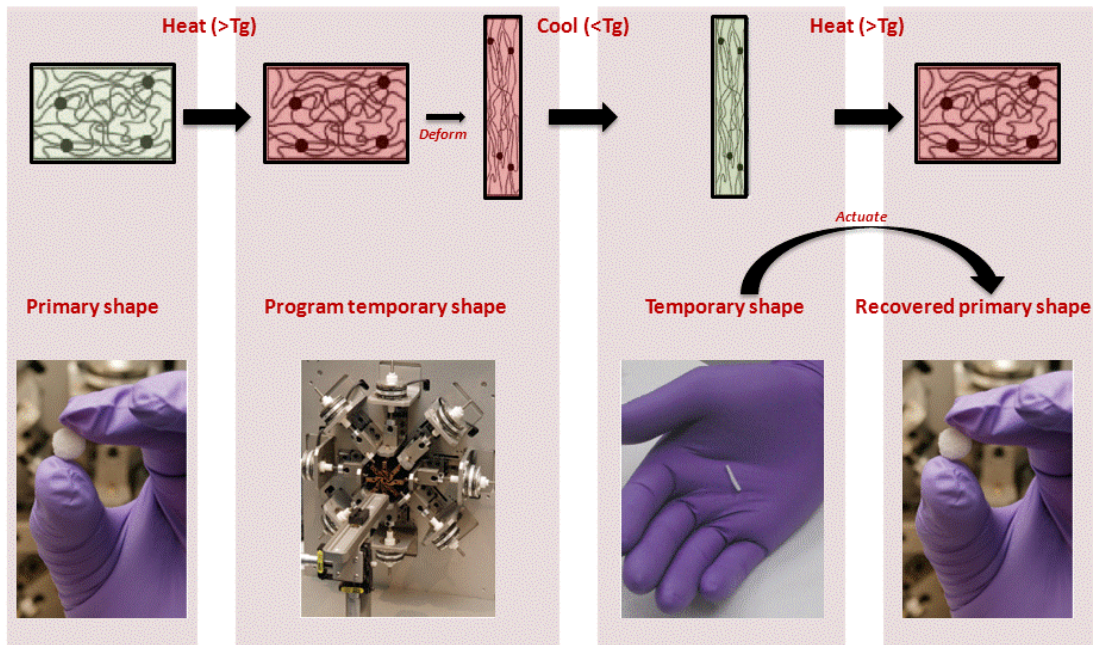 Heat (>Tg)
Cool (<Tg)
Heat (>Tg)
Deform
Actuate
Primary shape
Program temporary shape
Temporary shape
Recovered primary shape